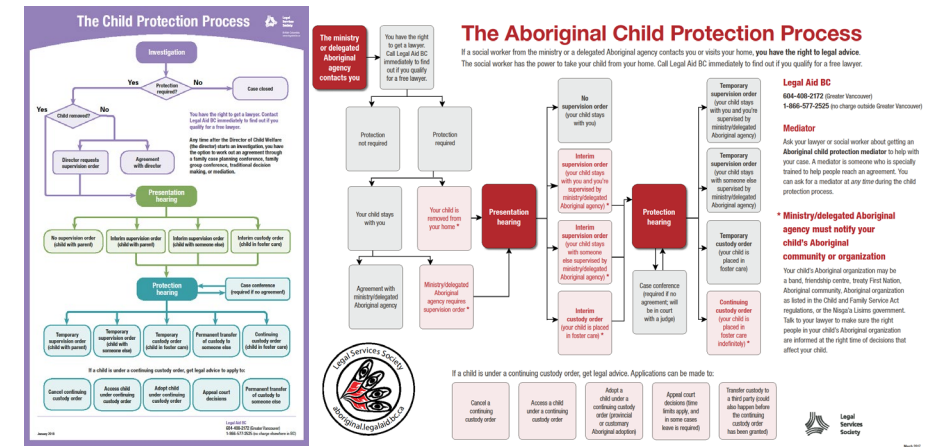 The Child Protection Process
Legal
Services
Society
Investigation
Yes
Protection
required?
No
Case closed
Yes
Child removed?
No
You have the right to get a lawyer. Contact
Legal Aid BC immediately to find out if you
qualify for a free lawyer.
Any time after the Director of Child Welfare
(the director) starts an investigation, you have
the option to work out an agreement through
a family case planning conference, family
group conference, traditional decision
making, or mediation.
Director requests
supervision order
Agreement
with director
Presentation
hearing
No supervision order
(child with parent)
Interim supervision order
(child with parent)
Interim supervision order
(child with someone else)
Interim custody order
(child in foster care)
Protection
hearing
Case conference
(required if no agreement)
Temporary
supervision order
(child with parent)
Temporary
supervision order
(child with
someone else)
Temporary
custody order
(child in foster care)
Permanent transfer
of custody to
someone else
Continuing
custody order
(child in foster care)
If a child is under a continuing custody order, get legal advice to apply to:
Cancel continuing
custody order
Access child
under continuing
custody order
Adopt child
under continuing
custody order
Appeal court
decisions
Permanent transfer
of custody to
someone else
Legal Aid BC
604-408-2172 (Greater Vancouver)
1-866-577-2525 (no charge elsewhere in BC)
The ministry
or delegated
Aboriginal
agency
contacts you
You have the right
to get a lawyer.
Call Legal Aid BC
immediately to find
out if you qualify
for a free lawyer.
The Aboriginal Child Protection Process
If a social worker from the ministry or a delegated Aboriginal agency contacts you or visits your home, you have the right to legal advice.
The social worker has the power to take your child from your home. Call Legal Aid BC immediately to find out if you qualify for a free lawyer.
Protection
not required
Protection
required
Your child stays
with you
Your child is
removed from
your home *
Agreement with
ministry/delegated
Aboriginal agency
Ministry/delegated
Aboriginal
agency requires
supervision order *
Presentation
hearing
No
supervision order
(your child stays
with you)
Interim
supervision order
(your child stays
with you and you're
supervised by
ministry/delegated
Aboriginal agency) *
Interim
supervision order
(your child stays
with someone
else supervised by
ministry/delegated
Aboriginal agency) *
Interim
custody order
(your child is placed
in foster care) *
Protection
hearing
Case conference
(required if no
agreement; will
be in court
with a judge)
Temporary
supervision order
(your child stays
with you and you're
supervised by
ministry/delegated
Aboriginal agency)
Temporary
supervision order
(your child stays
with someone else
supervised by
ministry/delegated
Aboriginal agency)
Temporary
custody order
(your child is
placed in
foster care)
Continuing
custody order
(your child is
placed in
foster care
indefinitely) *
Legal Aid BC
604-408-2172 (Greater Vancouver)
1-866-577-2525 (no charge outside Greater Vancouver)
Mediator
Ask your lawyer or social worker about getting an
Aboriginal child protection mediator to help with
your case. A mediator is someone who is specially
trained to help people reach an agreement. You
can ask for a mediator at any time during the child
protection process.
* Ministry/delegated Aboriginal
agency must notify your
child's Aboriginal
community or organization
Your child's Aboriginal organization may be
a band, friendship centre, treaty First Nation,
Aboriginal community, Aboriginal organization
as listed in the Child and Family Service Act
regulations, or the Nisga'a Lisims government.
Talk to your lawyer to make sure the right
people in your child's Aboriginal organization
are informed at the right time of decisions that
affect your child.
Legal Services Society
aboriginal.legalaid.bc.ca
If a child is under a continuing custody order, get legal advice. Applications can be made to:
Cancel a
continuing
custody order
Access a child
under a continuing
custody order
Adopt a
child under a
continuing custody
order (provincial
or customary
Aboriginal adoption)
Appeal court
decisions (time
limits apply, and
in some cases
leave is required)
Transfer custody to
a third party (could
also happen before
the continuing
custody order
has been granted)
Legal
Services
Society